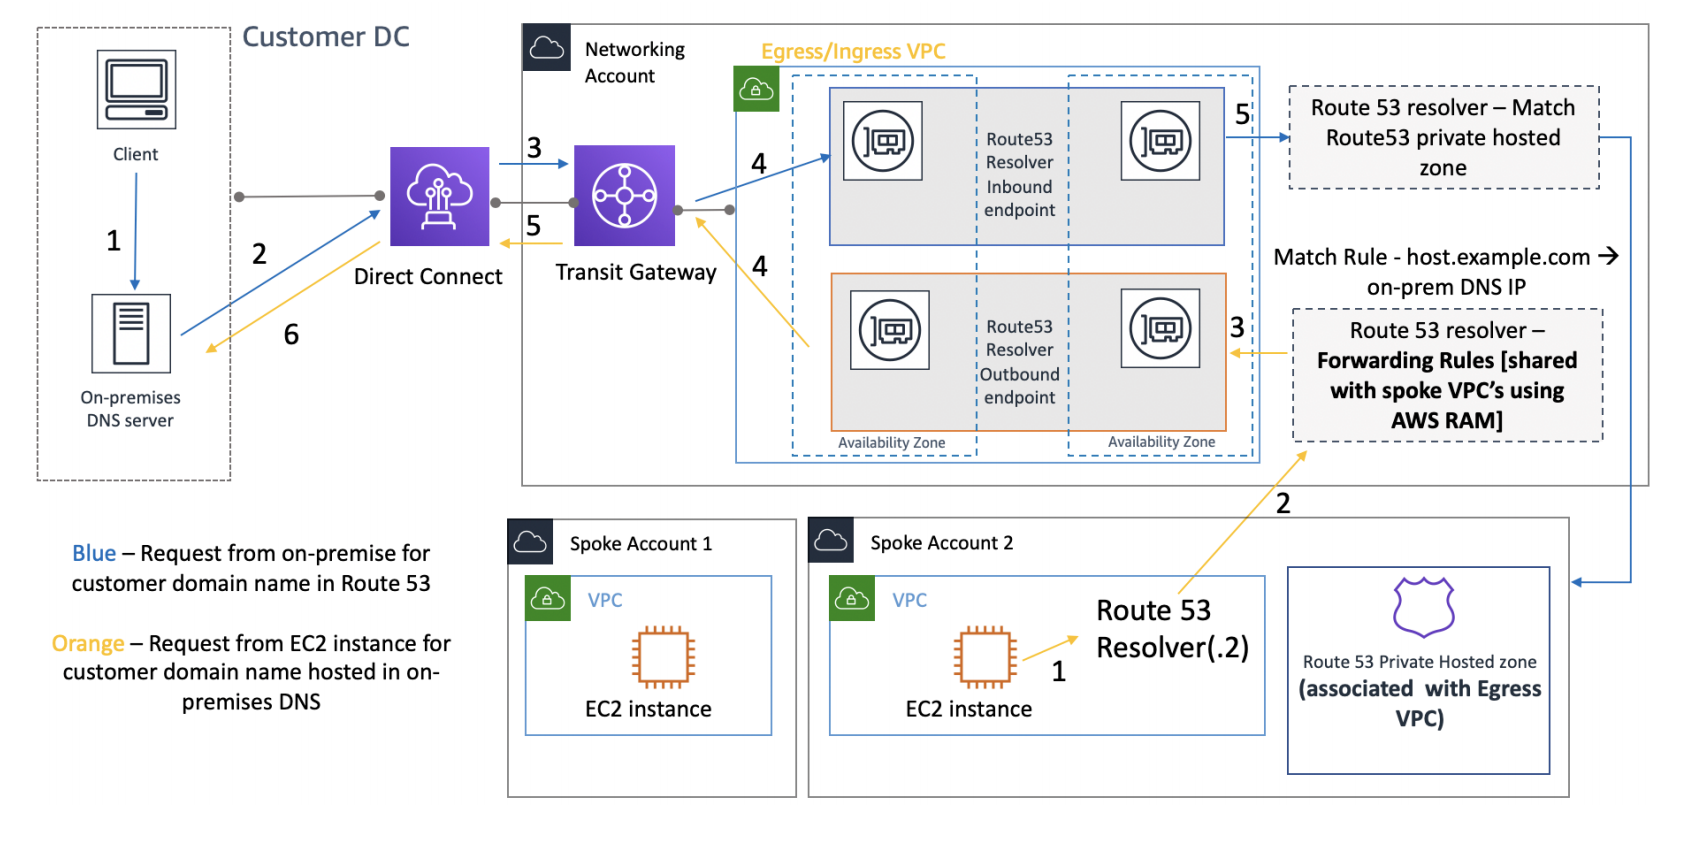 Customer DC
Client
1
2
6
On-premises
DNS server
Direct Connect
3
5
Transit Gateway
4
4
Networking
Account
Egress/Ingress VPC
Route53
Resolver
Inbound
endpoint
Route53
Resolver
Outbound
endpoint
Availability Zone
Availability Zone
5
Route 53 resolver – Match
Route53 private hosted
zone
Match Rule - host.example.com →
on-prem DNS IP
3
Route 53 resolver –
Forwarding Rules [shared
with spoke VPC’s using
AWS RAM]
2
Blue – Request from on-premise for
customer domain name in Route 53
Orange – Request from EC2 instance for
customer domain name hosted in on-
premises DNS
Spoke Account 1
VPC
EC2 instance
Spoke Account 2
VPC
EC2 instance
1
Route 53
Resolver(.2)
Route 53 Private Hosted zone
(associated with Egress
VPC)